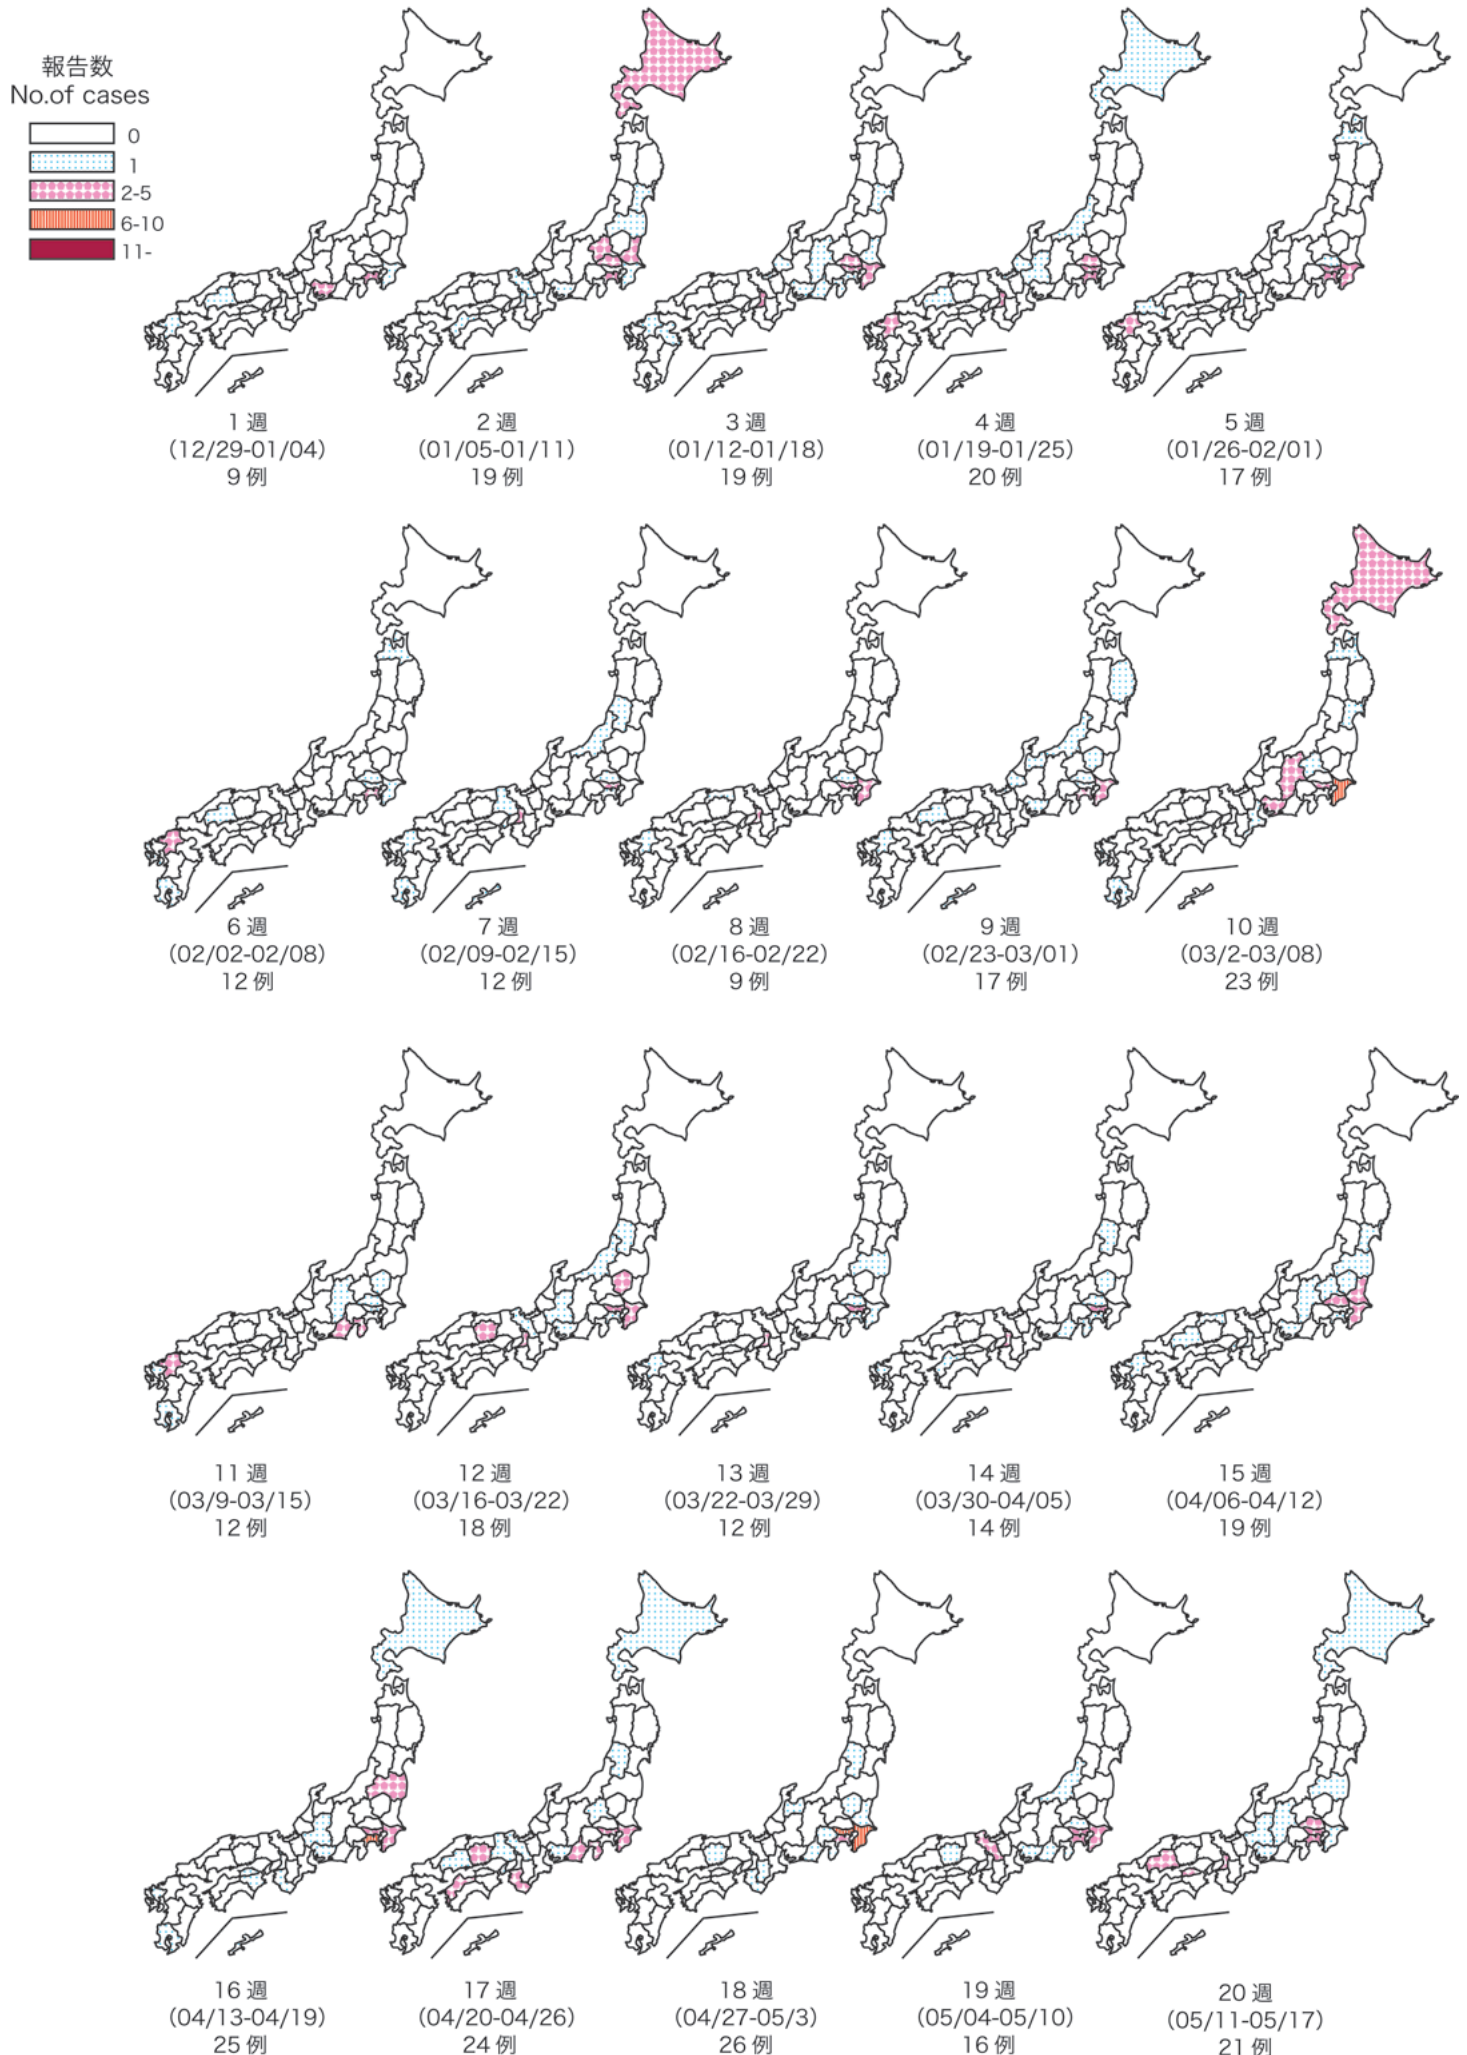 報告数
No.of cases
0
1
2-5
6-10
11-
1 週
(12/29-01/04)
9 例
2 週
(01/05-01/11)
19 例
3 週
(01/12-01/18)
19 例
4 週
(01/19-01/25)
20 例
5 週
(01/26-02/01)
17 例
6 週
(02/02-02/08)
12 例
7 週
(02/09-02/15)
12 例
8 週
(02/16-02/22)
9 例
9 週
(02/23-03/01)
17 例
10 週
(03/2-03/08)
23 例
11 週
(03/9-03/15)
12 例
12 週
(03/16-03/22)
18 例
13 週
(03/22-03/29)
12 例
14 週
(03/30-04/05)
14 例
15 週
(04/06-04/12)
19 例
16 週
(04/13-04/19)
25 例
17 週
(04/20-04/26)
24 例
18 週
(04/27-05/3)
26 例
19 週
(05/04-05/10)
16 例
20 週
(05/11-05/17)
21 例